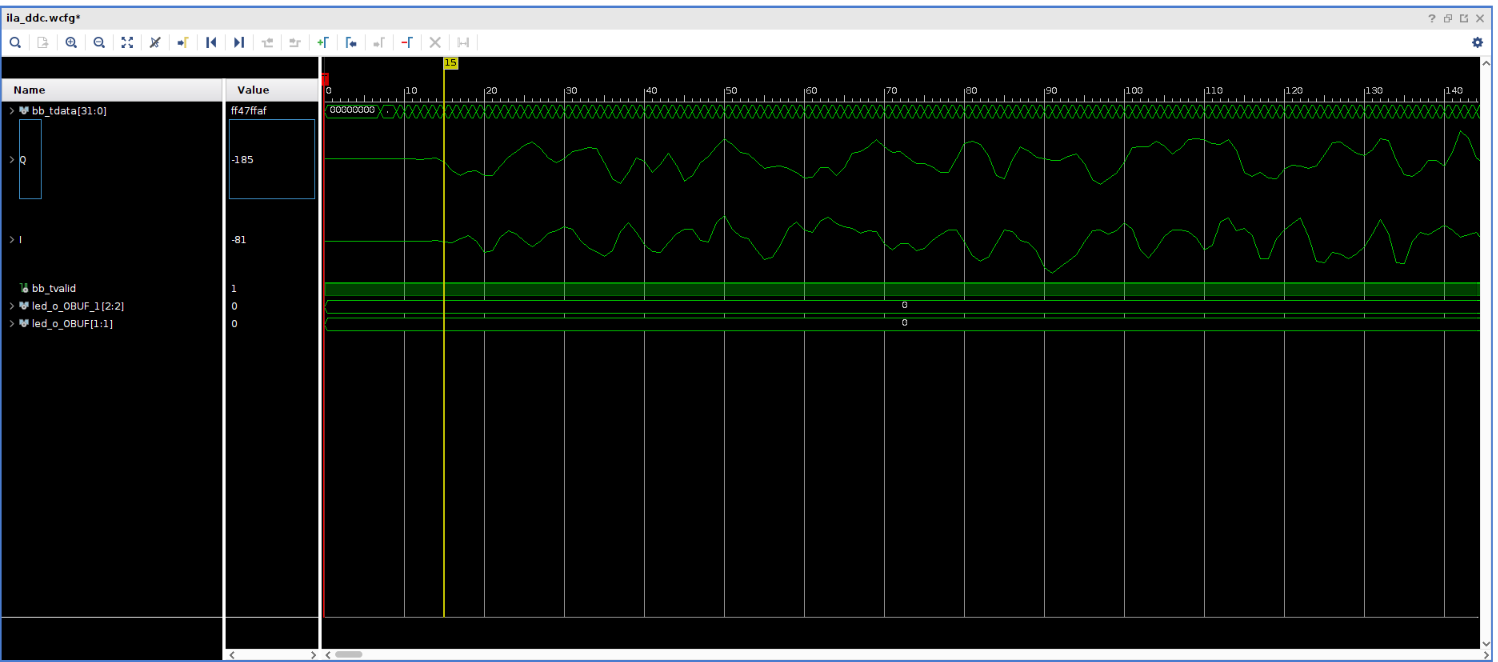 ila_ddc.wcfg*
15
Name Value
0 10 20 30 40 50 60 70 80 90 100 110 120 130 140
bb_tdata[31:0] ff47ffaf 00000000
Q -185
I -81
bb_tvalid 1
led_o_OBUF_1[2:2] 0 0
led_o_OBUF[1:1] 0 0